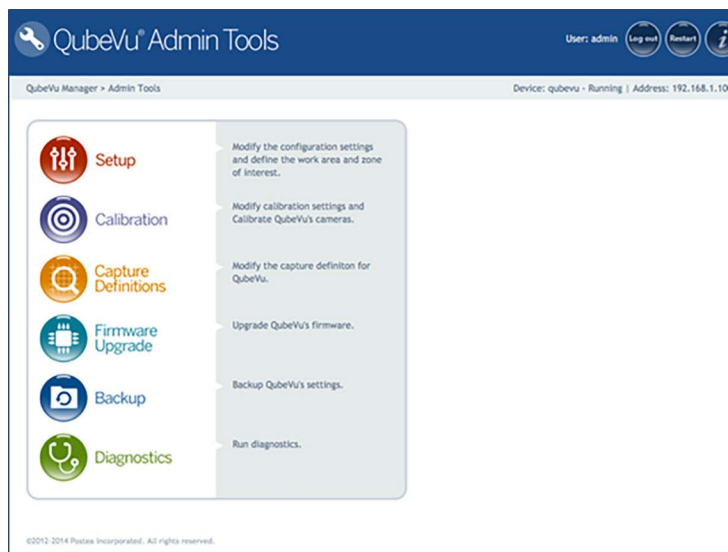 QubeVu® Admin Tools
User: admin
Log out
Restart
i
QubeVu Manager > Admin Tools
Device: qubevu - Running | Address: 192.168.1.100
Setup
Modify the configuration settings
and define the work area and zone
of interest.
Calibration
Modify calibration settings and
Calibrate QubeVu's cameras.
Capture
Definitions
Modify the capture definiton for
QubeVu.
Firmware
Upgrade
Upgrade QubeVu's firmware.
Backup
Backup QubeVu's settings.
Diagnostics
Run diagnostics.
©2012-2014 Postea Incorporated. All rights reserved.